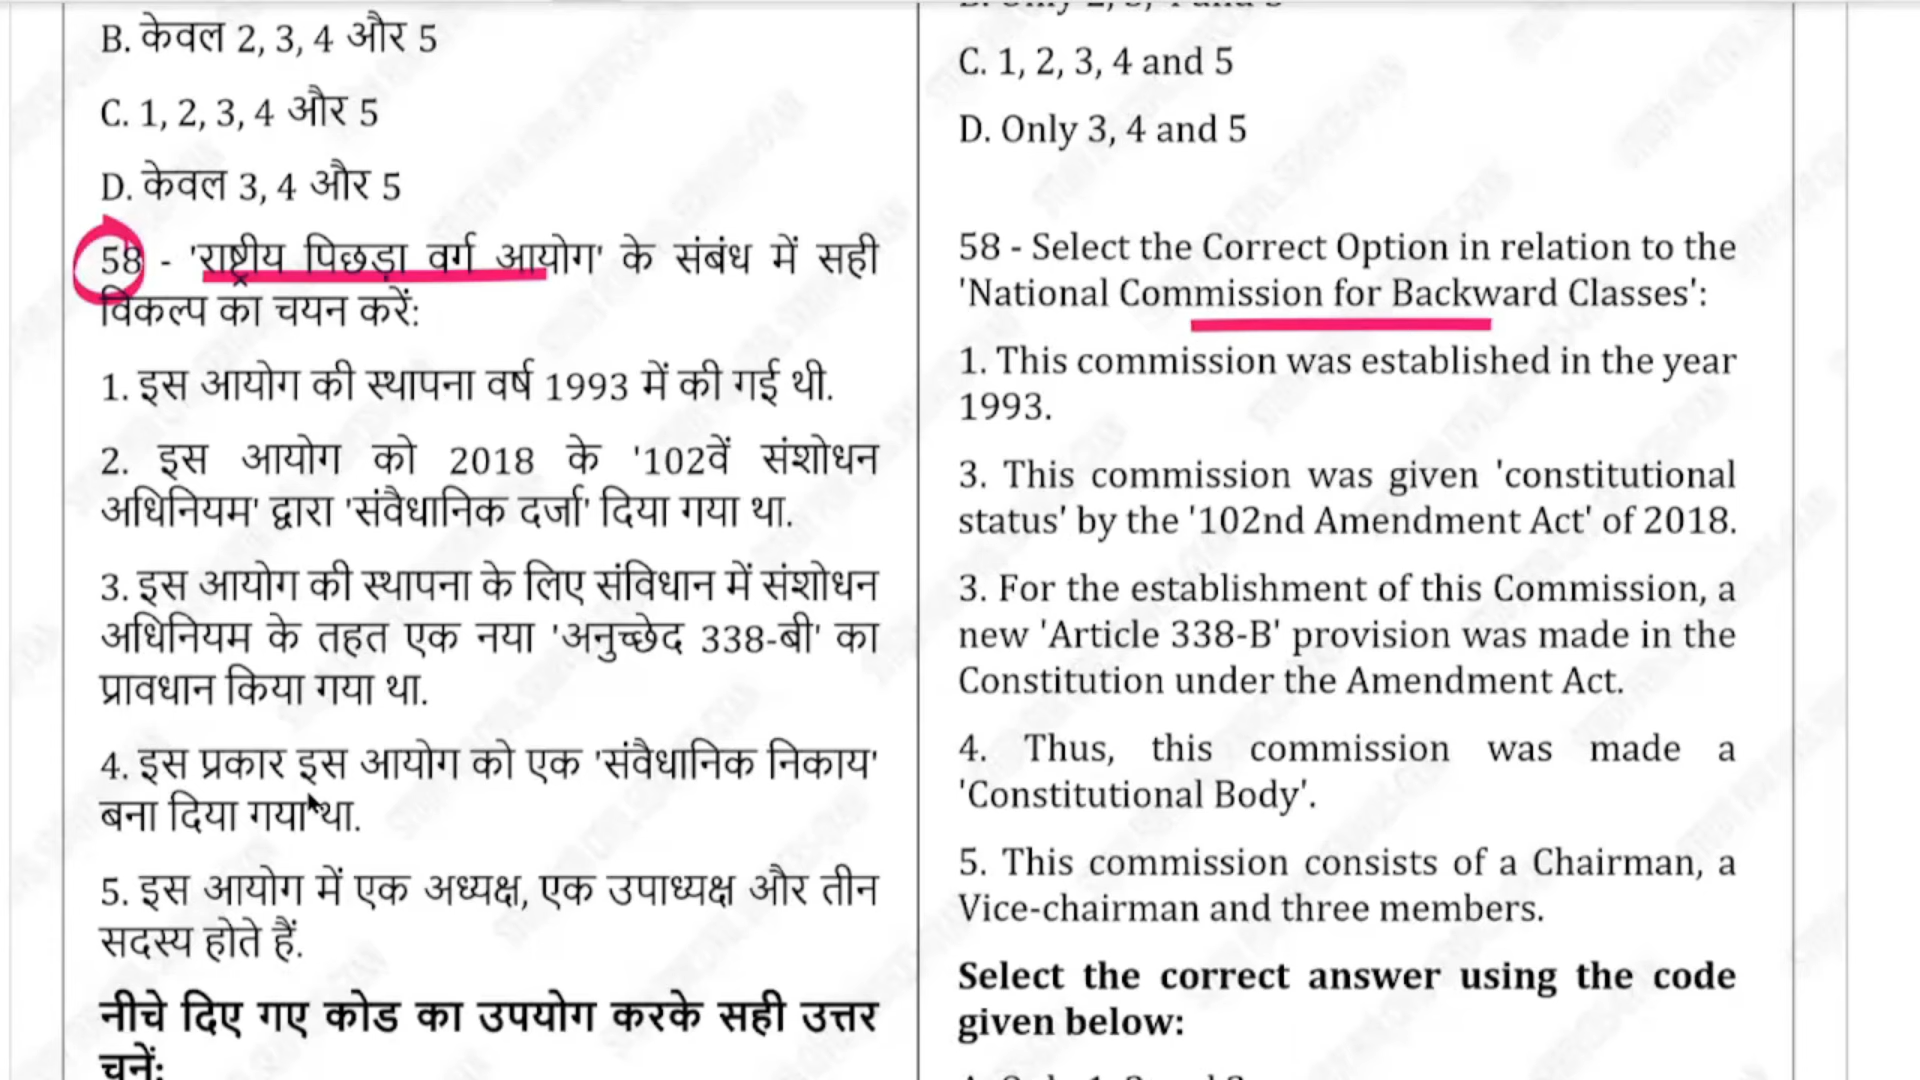 B. केवल 2, 3, 4 और 5
C. 1, 2, 3, 4 और 5
D. केवल 3, 4 और 5
58 - 'राष्ट्रीय पिछड़ा वर्ग आयोग' के संबंध में सही
विकल्प का चयन करें:
1. इस आयोग की स्थापना वर्ष 1993 में की गई थी.
2. इस आयोग को 2018 के '102वें संशोधन
अधिनियम' द्वारा 'संवैधानिक दर्जा' दिया गया था.
3. इस आयोग की स्थापना के लिए संविधान में संशोधन
अधिनियम के तहत एक नया 'अनुच्छेद 338-बी' का
प्रावधान किया गया था.
4. इस प्रकार इस आयोग को एक 'संवैधानिक निकाय'
बना दिया गया था.
5. इस आयोग में एक अध्यक्ष, एक उपाध्यक्ष और तीन
सदस्य होते हैं.
नीचे दिए गए कोड का उपयोग करके सही उत्तर
चुनें:
C. 1, 2, 3, 4 and 5
D. Only 3, 4 and 5
58 - Select the Correct Option in relation to the
'National Commission for Backward Classes':
1. This commission was established in the year
1993.
3. This commission was given 'constitutional
status' by the '102nd Amendment Act' of 2018.
3. For the establishment of this Commission, a
new 'Article 338-B' provision was made in the
Constitution under the Amendment Act.
4. Thus, this commission was made a
'Constitutional Body'.
5. This commission consists of a Chairman, a
Vice-chairman and three members.
Select the correct answer using the code
given below: